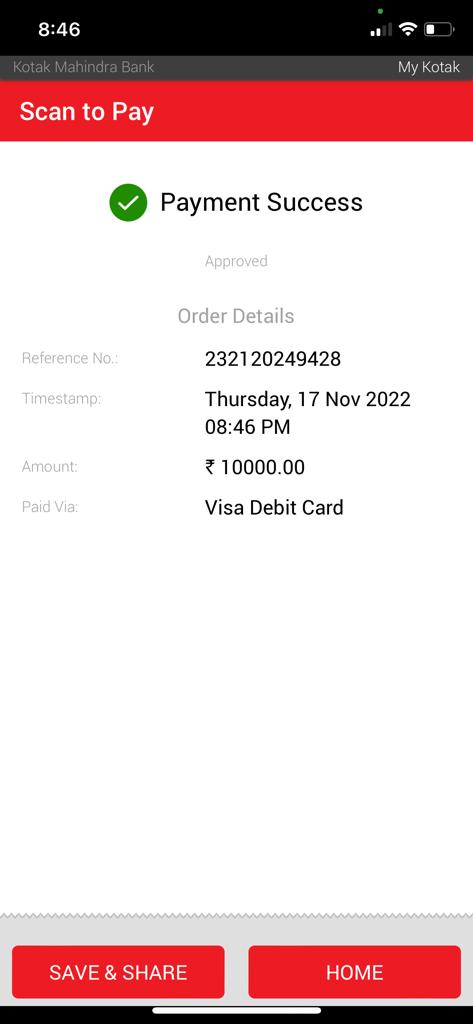 8:46
Kotak Mahindra Bank My Kotak
Scan to Pay
Payment Success
Approved
Order Details
Reference No.: 232120249428
Timestamp: Thursday, 17 Nov 2022
08:46 PM
Amount: ₹ 10000.00
Paid Via: Visa Debit Card
SAVE & SHARE HOME